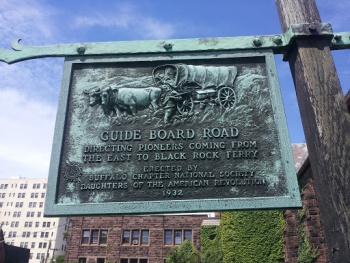 GUIDE BOARD ROAD
DIRECTING PIONEERS COMING FROM
THE EAST TO BLACK ROCK FERRY
ERECTED BY
BUFFALO CHAPTER NATIONAL SOCIETY
DAUGHTERS OF THE AMERICAN REVOLUTION
1932